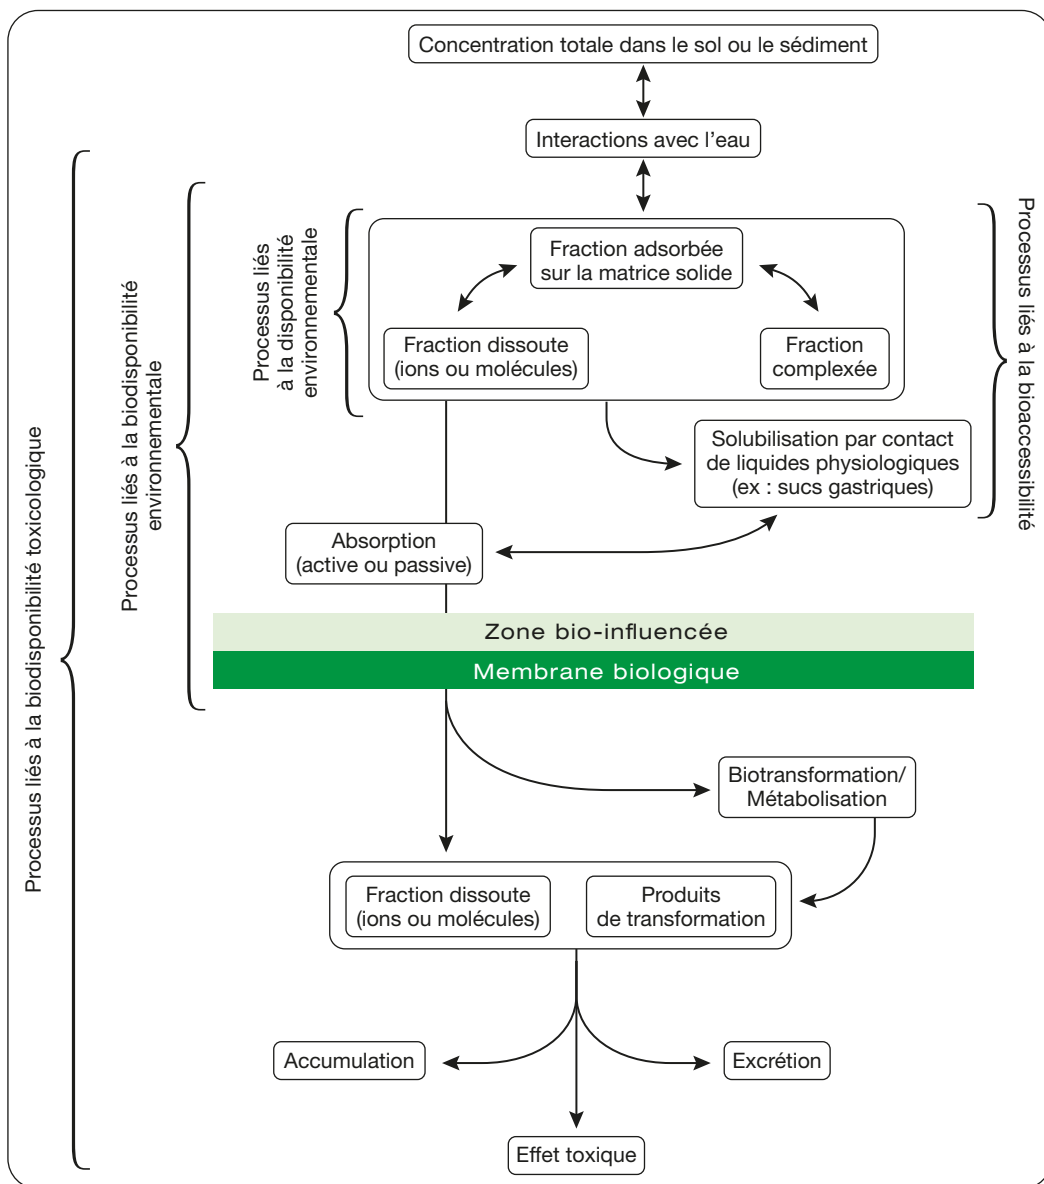 Concentration totale dans le sol ou le sédiment
Interactions avec l'eau
Processus liés à la biodisponibilité toxicologique
Processus liés à la biodisponibilité
environnementale
Processus liés
à la disponibilité
environnementale
Fraction adsorbée
sur la matrice solide
Fraction dissoute
(ions ou molécules)
Fraction
complexée
Processus liés à la bioaccessibilité
Solubilisation par contact
de liquides physiologiques
(ex : sucs gastriques)
Absorption
(active ou passive)
Zone bio-influencée
Membrane biologique
Biotransformation/
Métabolisation
Fraction dissoute
(ions ou molécules)
Produits
de transformation
Accumulation
Excrétion
Effet toxique